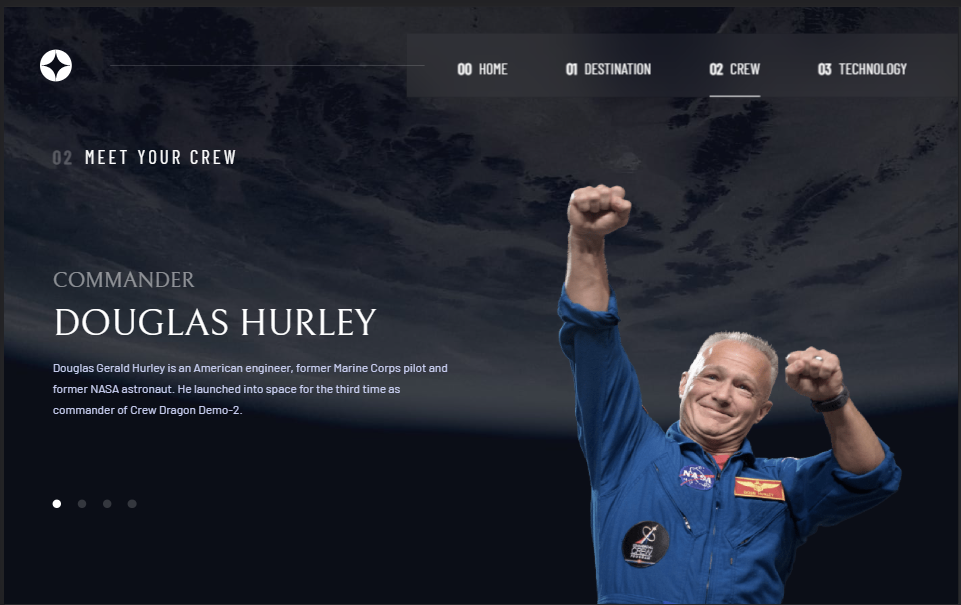 00 HOME
01 DESTINATION
02 CREW
03 TECHNOLOGY
02 MEET YOUR CREW
COMMANDER
DOUGLAS HURLEY
Douglas Gerald Hurley is an American engineer, former Marine Corps pilot and
former NASA astronaut. He launched into space for the third time as
commander of Crew Dragon Demo-2.
NASA
CREW